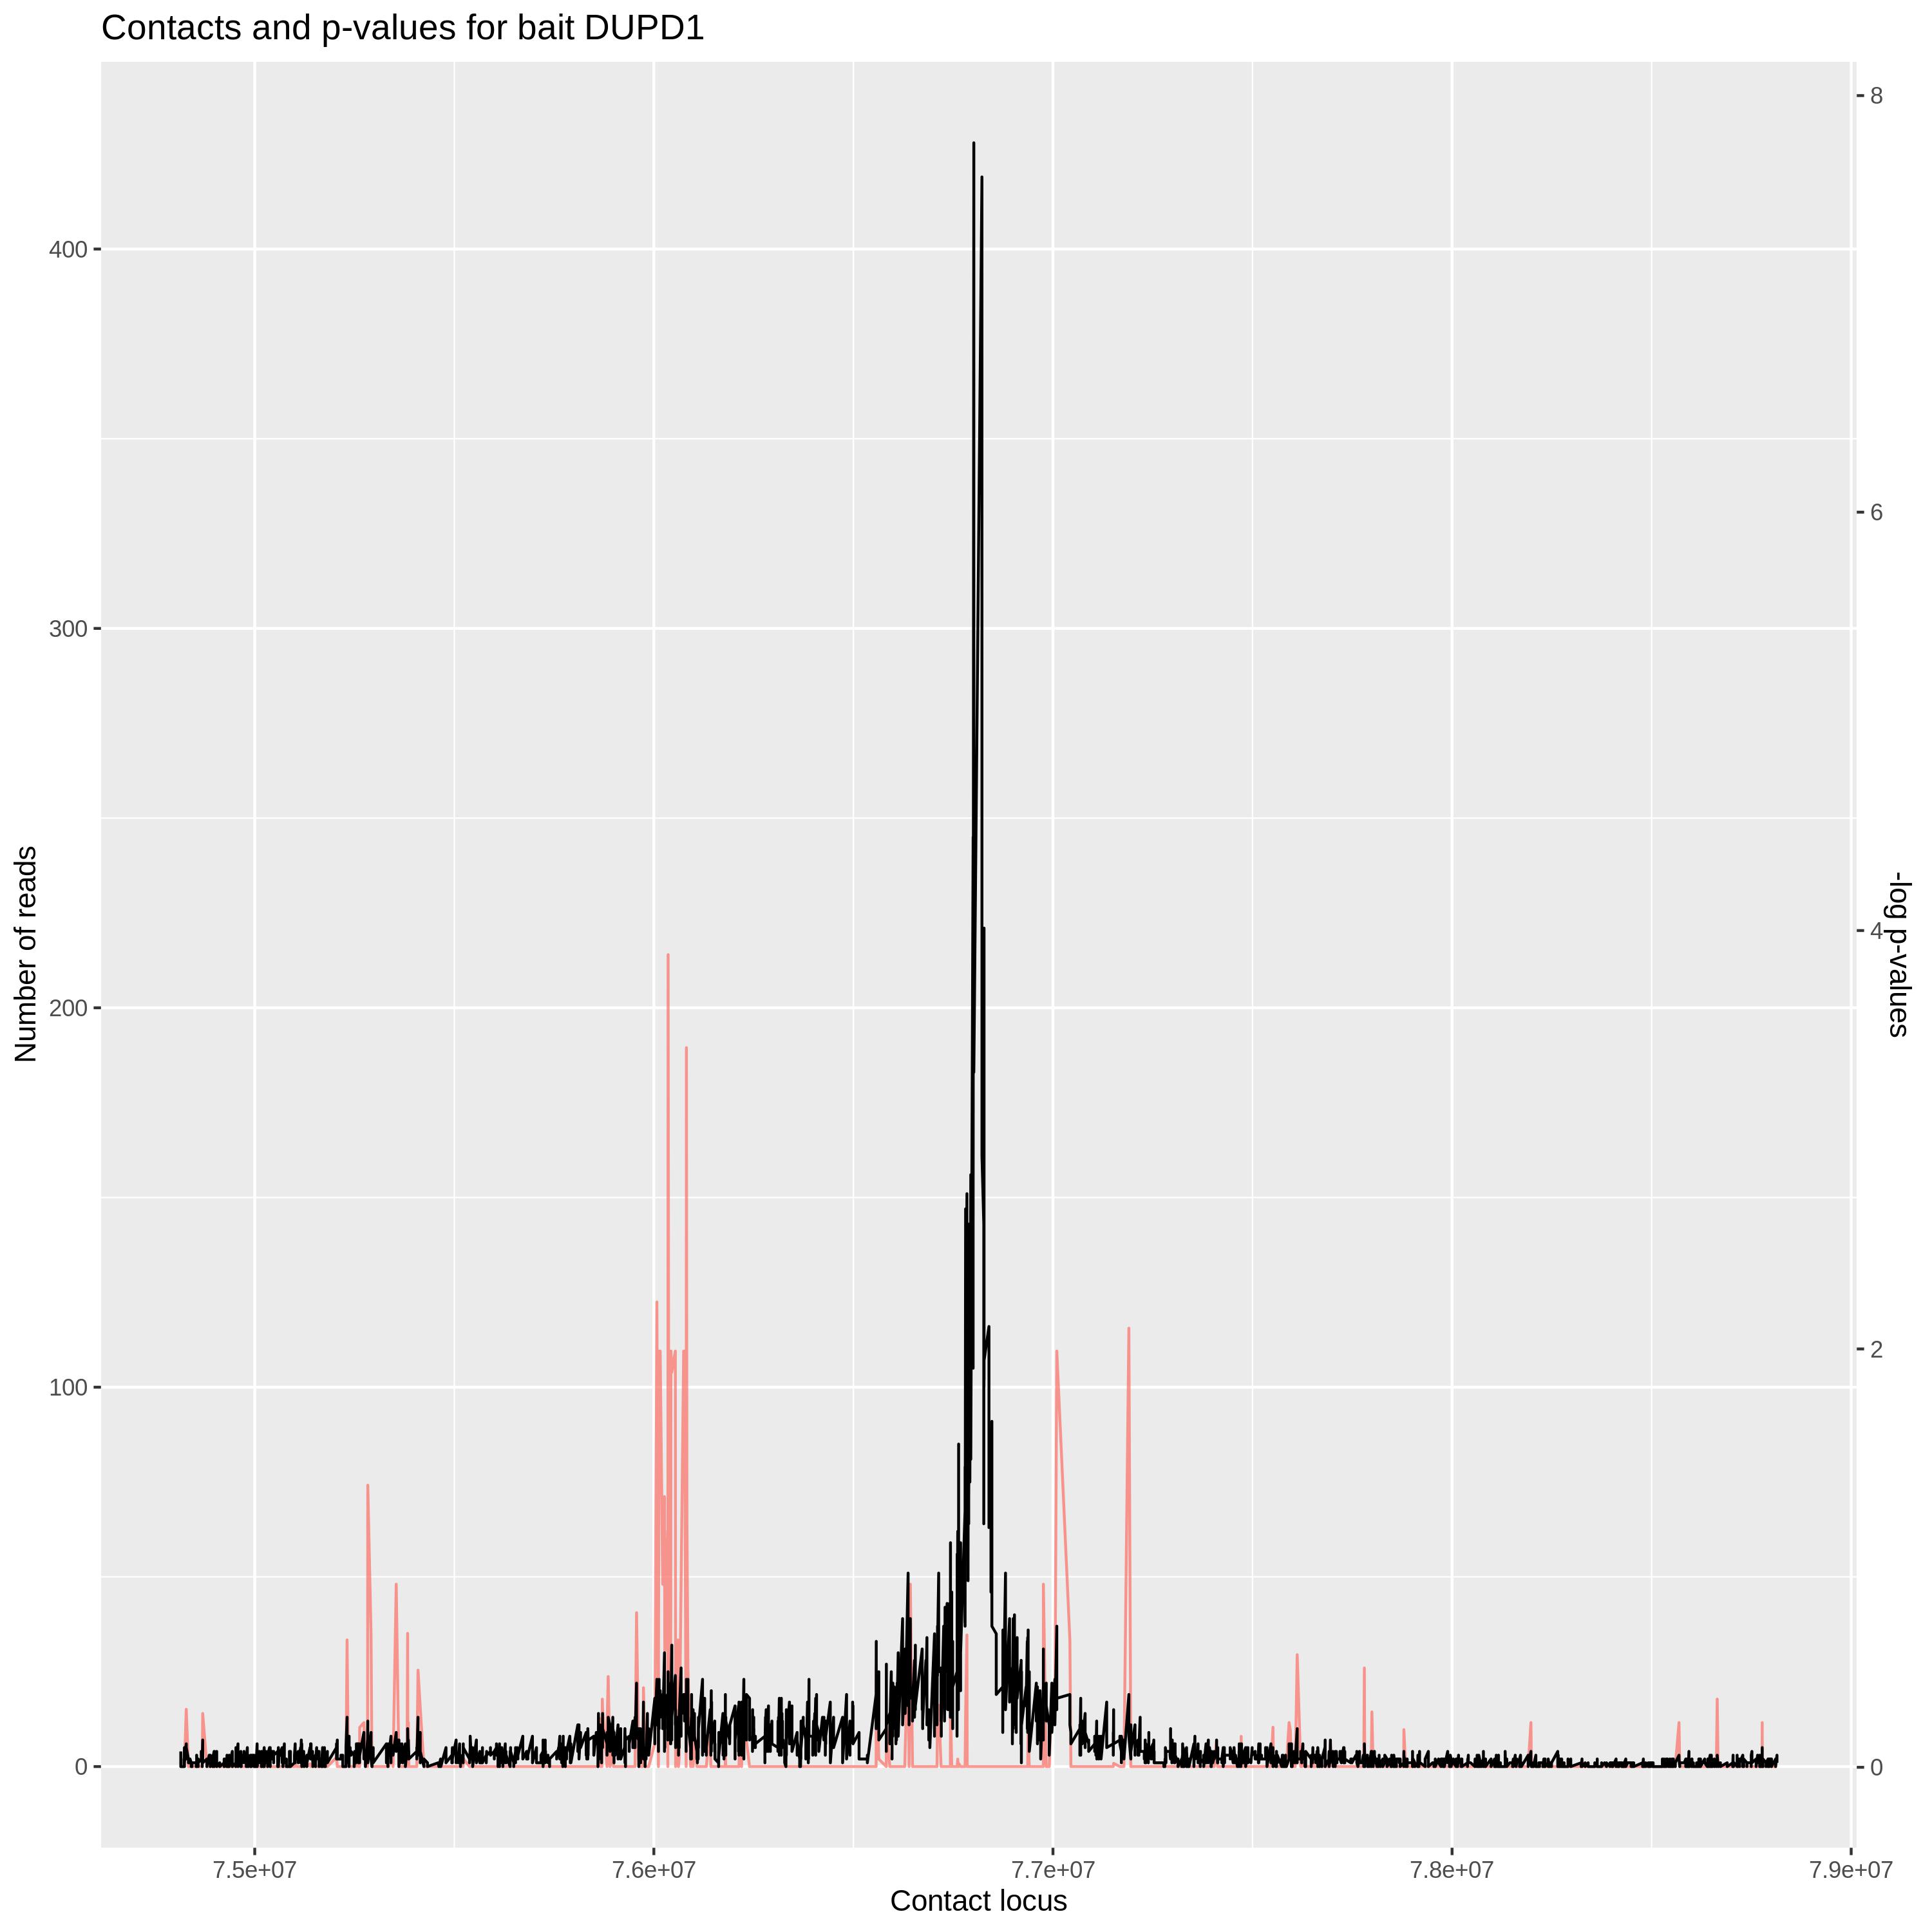 Contacts and p-values for bait DUPD1
8
400
6
300
4
200
2
100
0
0
Number of reads
-log p-values
7.5e+07 7.6e+07 7.7e+07 7.8e+07 7.9e+07
Contact locus